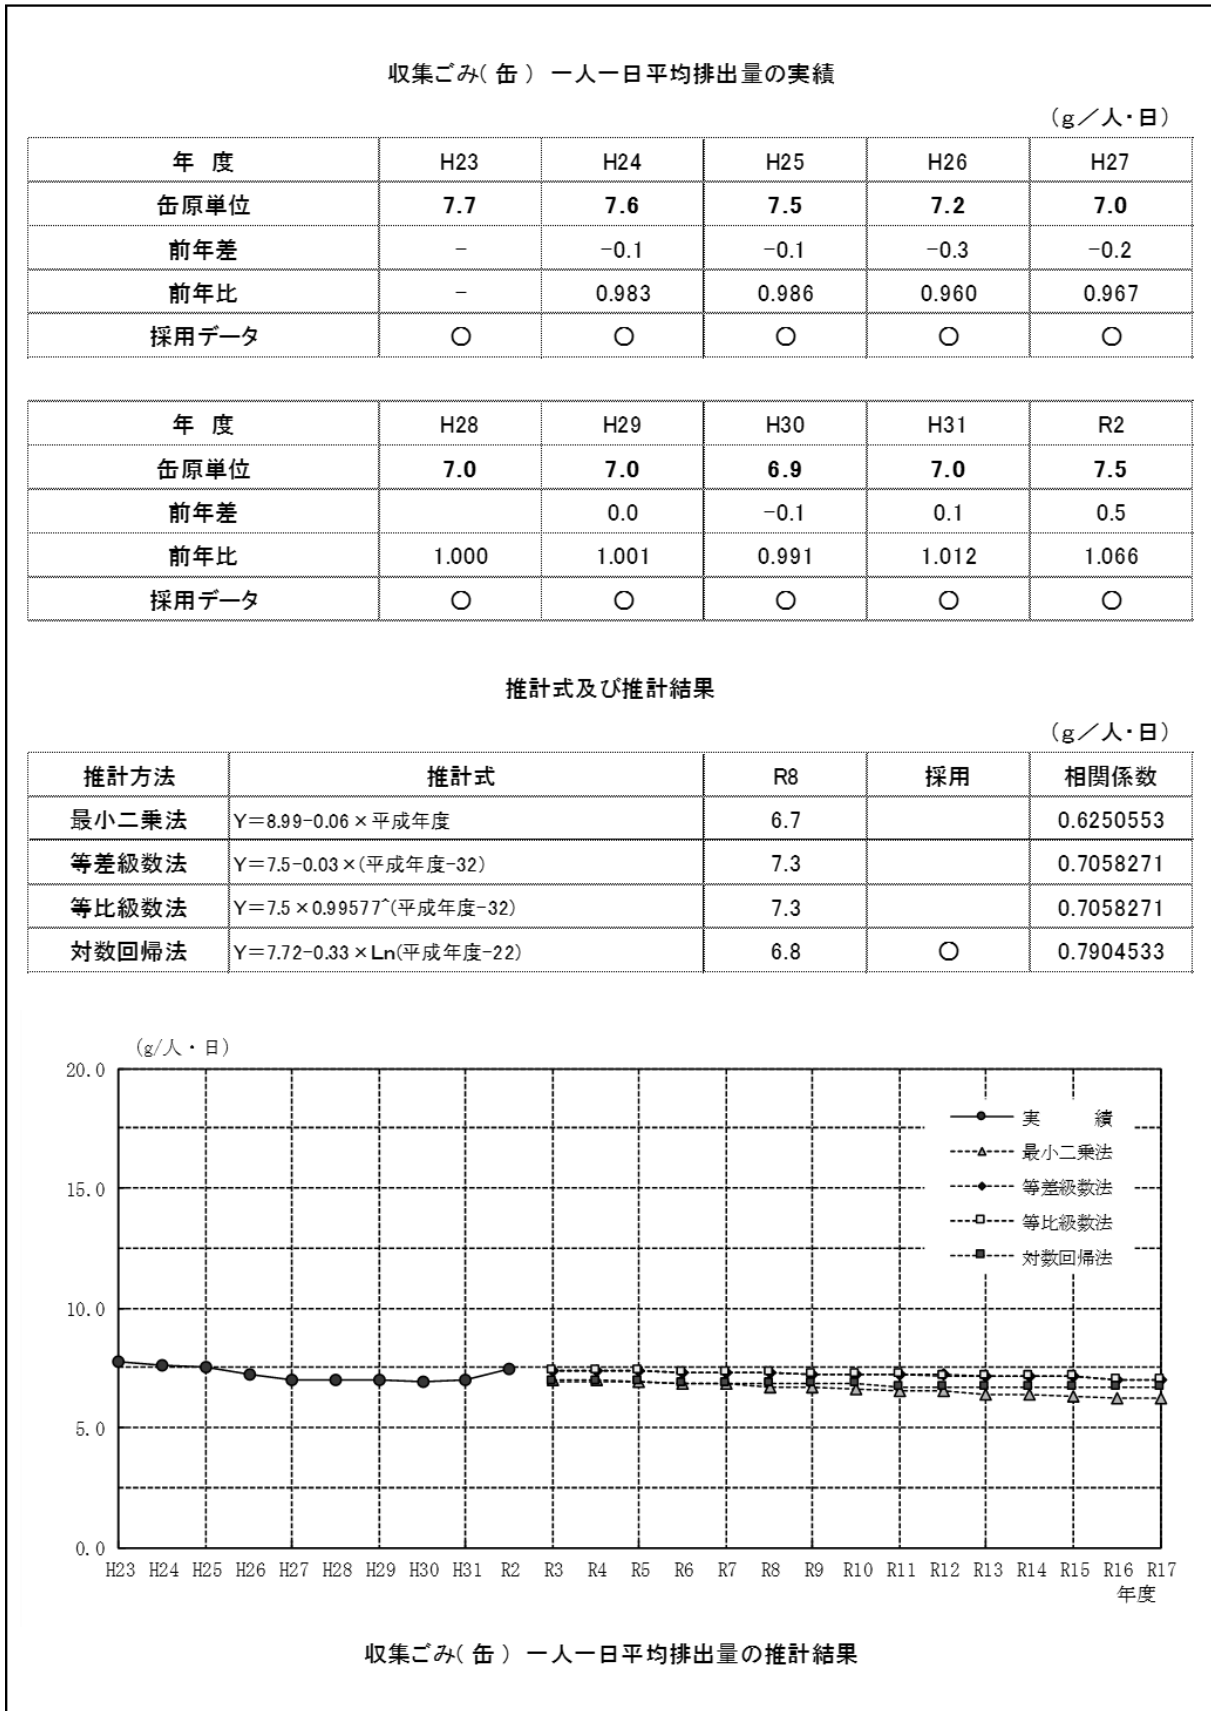 収集ごみ( 缶 ) 一人一日平均排出量の実績
(g／人・日)
年 度 H23 H24 H25 H26 H27
缶原単位 7.7 7.6 7.5 7.2 7.0
前年差 − −0.1 −0.1 −0.3 −0.2
前年比 − 0.983 0.986 0.960 0.967
採用データ ○ ○ ○ ○ ○
年 度 H28 H29 H30 H31 R2
缶原単位 7.0 7.0 6.9 7.0 7.5
前年差 0.0 −0.1 0.1 0.5
前年比 1.000 1.001 0.991 1.012 1.066
採用データ ○ ○ ○ ○ ○
推計式及び推計結果
(g／人・日)
推計方法 推計式 R8 採用 相関係数
最小二乗法 Y＝8.99-0.06×平成年度 6.7 0.6250553
等差級数法 Y＝7.5-0.03×(平成年度-32) 7.3 0.7058271
等比級数法 Y＝7.5×0.99577^(平成年度-32) 7.3 0.7058271
対数回帰法 Y＝7.72-0.33×Ln(平成年度-22) 6.8 ○ 0.7904533
(g/人・日)
20.0
実 績
最小二乗法
15.0
等差級数法
等比級数法
対数回帰法
10.0
5.0
0.0
H23 H24 H25 H26 H27 H28 H29 H30 H31 R2 R3 R4 R5 R6 R7 R8 R9 R10 R11 R12 R13 R14 R15 R16 R17
年度
収集ごみ( 缶 ) 一人一日平均排出量の推計結果